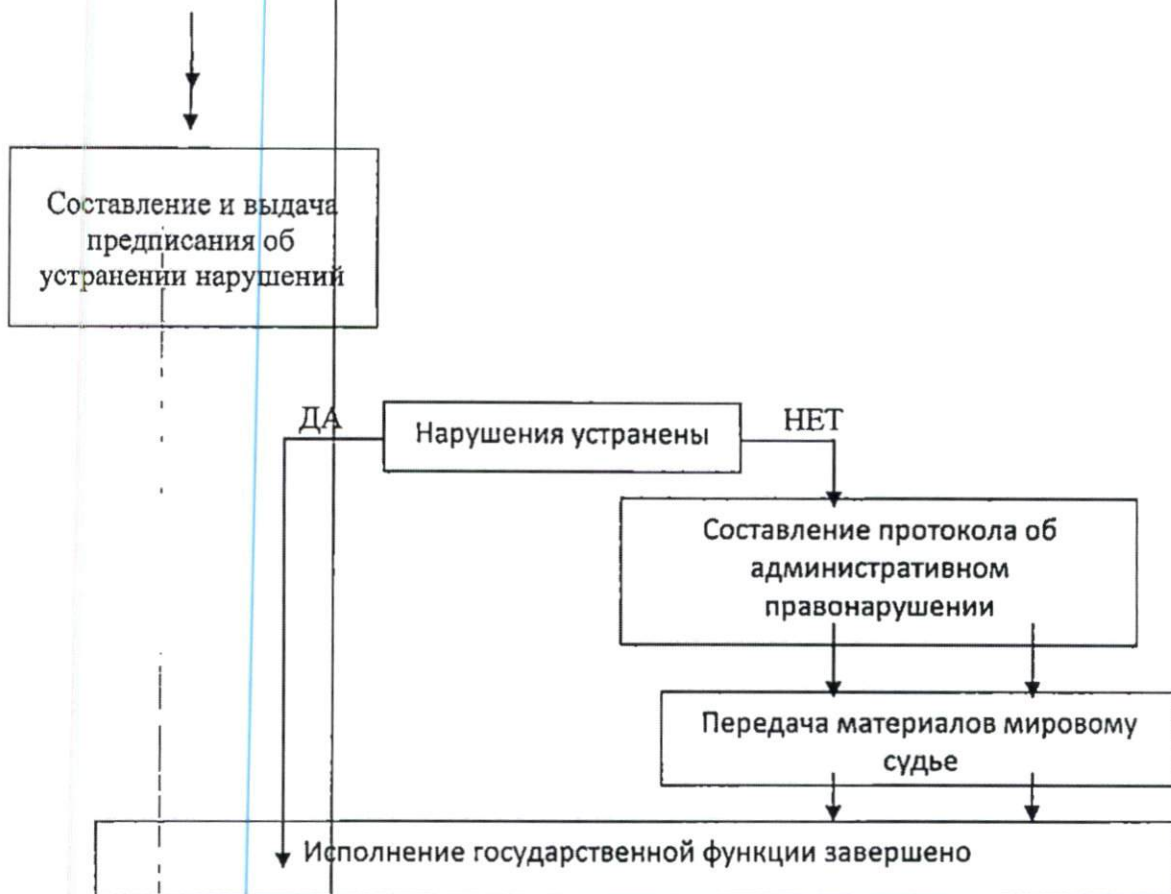 Составление и выдача
предписания об
устранении нарушений
ДА
Нарушения устранены
НЕТ
Составление протокола об
административном
правонарушении
Передача материалов мировому
судье
Исполнение государственной функции завершено